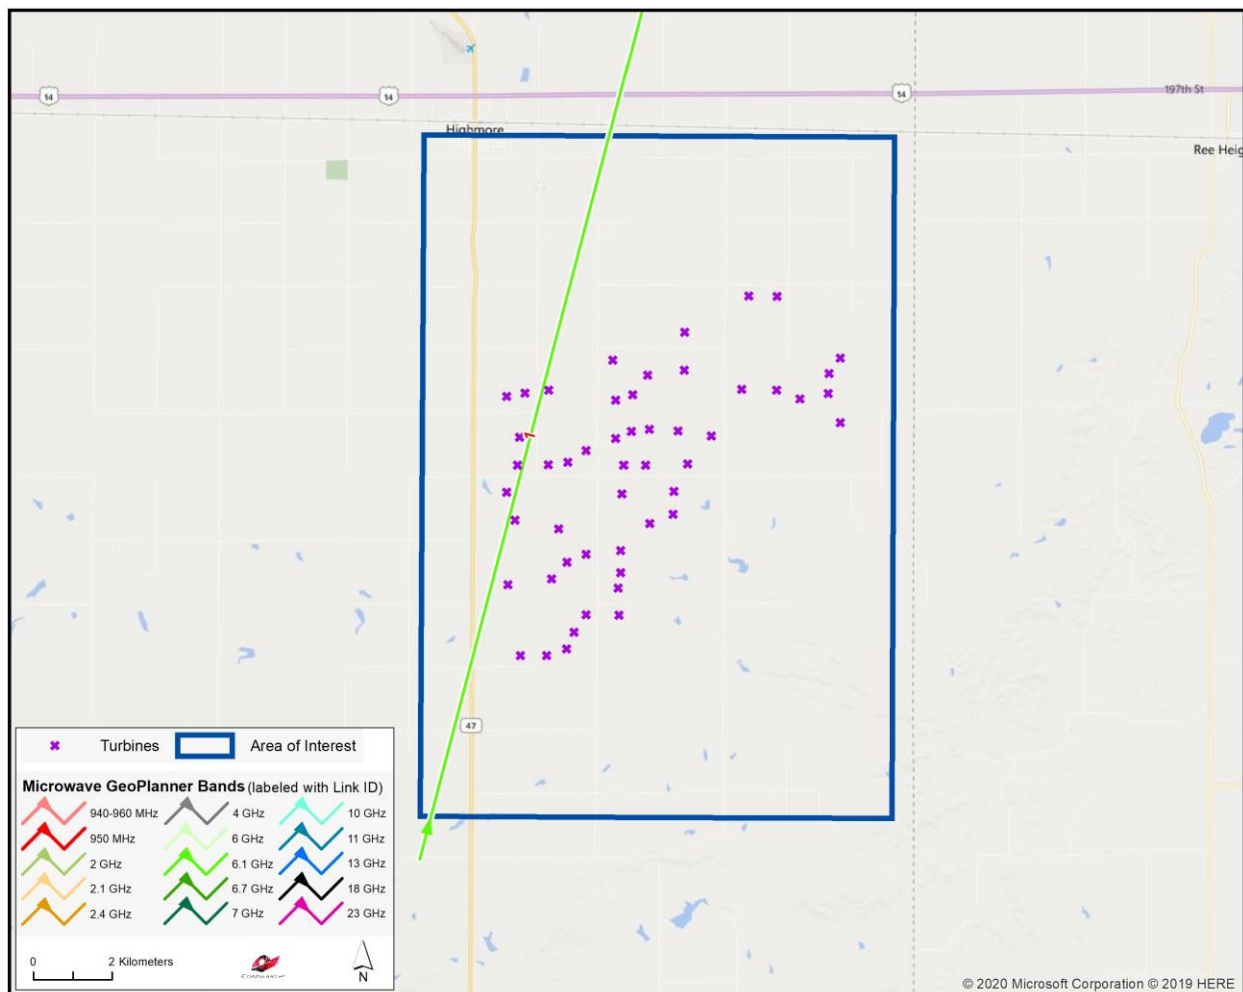 14
14
14
197th St
Highmore
Ree Heig
1
47
Turbines
Area of Interest
Microwave GeoPlanner Bands (labeled with Link ID)
940-960 MHz
4 GHz
10 GHz
950 MHz
6 GHz
11 GHz
2 GHz
6.1 GHz
13 GHz
2.1 GHz
6.7 GHz
18 GHz
2.4 GHz
7 GHz
23 GHz
0
2 Kilometers
N
© 2020 Microsoft Corporation © 2019 HERE